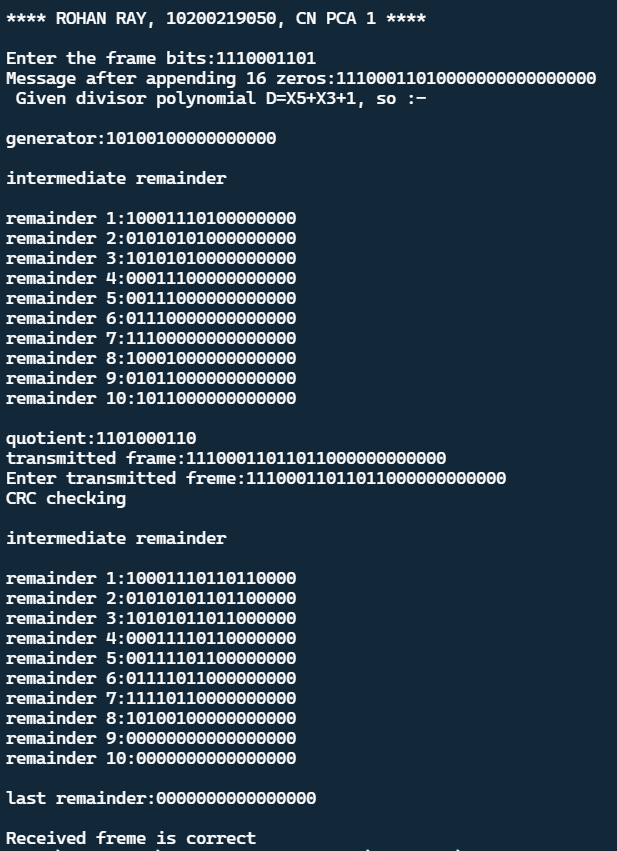 **** ROHAN RAY, 10200219050, CN PCA 1 ****
Enter the frame bits:1110001101
Message after appending 16 zeros:11100011010000000000000000
Given divisor polynomial D=X5+X3+1, so :-
generator:10100100000000000
intermediate remainder
remainder 1:10001110100000000
remainder 2:01010101000000000
remainder 3:10101010000000000
remainder 4:00011100000000000
remainder 5:00111000000000000
remainder 6:01110000000000000
remainder 7:11100000000000000
remainder 8:10001000000000000
remainder 9:01011000000000000
remainder 10:1011000000000000
quotient:1101000110
transmitted frame:11100011011011000000000000
Enter transmitted freme:11100011011011000000000000
CRC checking
intermediate remainder
remainder 1:10001110110110000
remainder 2:01010101101100000
remainder 3:10101011011000000
remainder 4:00011110110000000
remainder 5:00111101100000000
remainder 6:01111011000000000
remainder 7:11110110000000000
remainder 8:10100100000000000
remainder 9:00000000000000000
remainder 10:0000000000000000
last remainder:0000000000000000
Received freme is correct